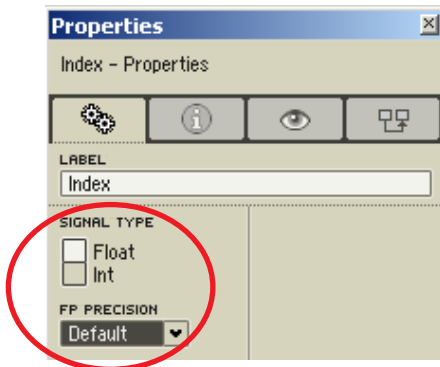 Properties
Index - Properties
LABEL
Index
SIGNAL TYPE
Float
Int
FP PRECISION
Default